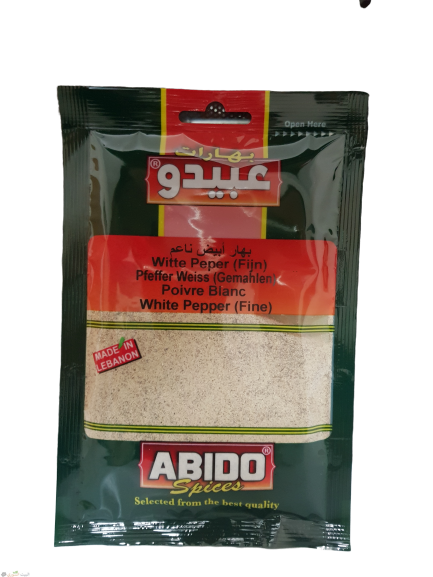 Open Here
بهارات
عبيدو®
بهار ابيض ناعم
Witte Peper (Fijn)
Pfeffer Weiss (Gemahlen)
Poivre Blanc
White Pepper (Fine)
MADE IN
LEBANON
ABIDO®
Spices
Selected from the best quality